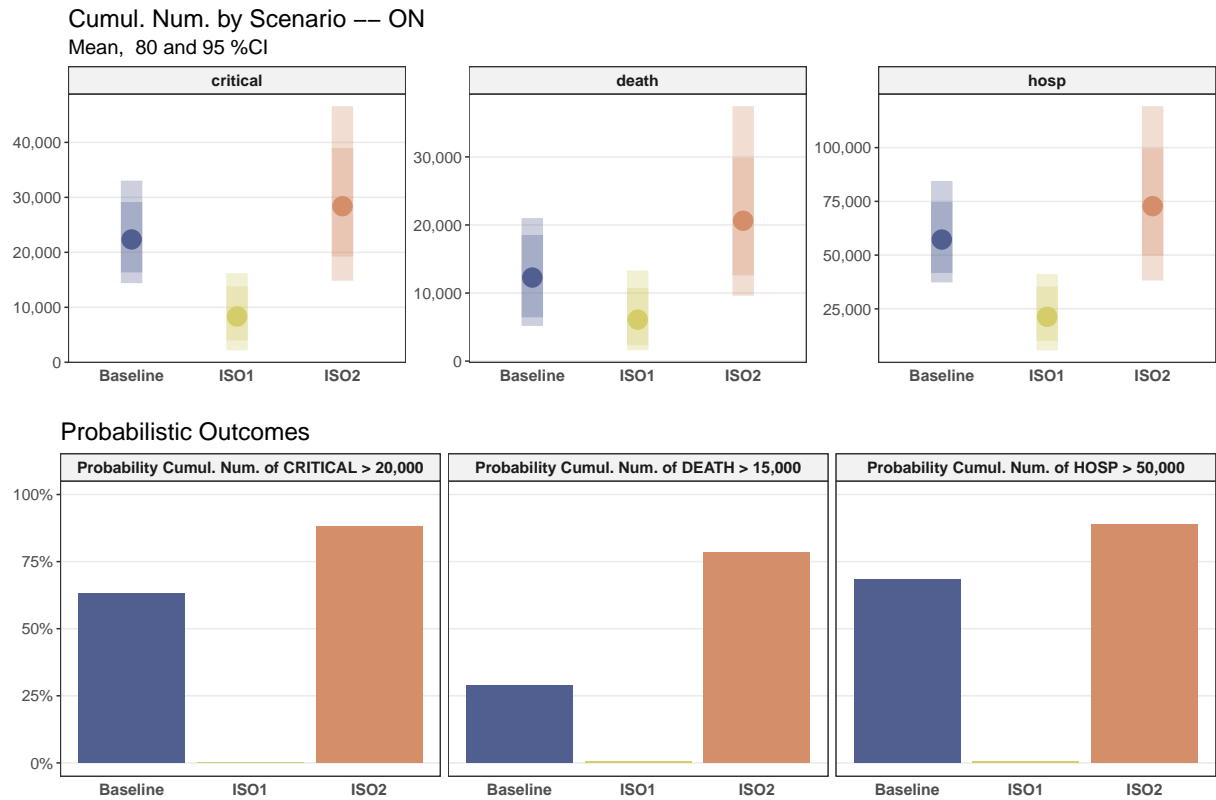 Cumul. Num. by Scenario −− ON
Mean,  80 and 95 %CI
critical
death
hosp
40,000
30,000
20,000
10,000
0
30,000
20,000
10,000
0
100,000
75,000
50,000
25,000
Baseline ISO1 ISO2
Baseline ISO1 ISO2
Baseline ISO1 ISO2
Probabilistic Outcomes
Probability Cumul. Num. of CRITICAL > 20,000
Probability Cumul. Num. of DEATH > 15,000
Probability Cumul. Num. of HOSP > 50,000
100%
75%
50%
25%
0%
Baseline ISO1 ISO2
Baseline ISO1 ISO2
Baseline ISO1 ISO2